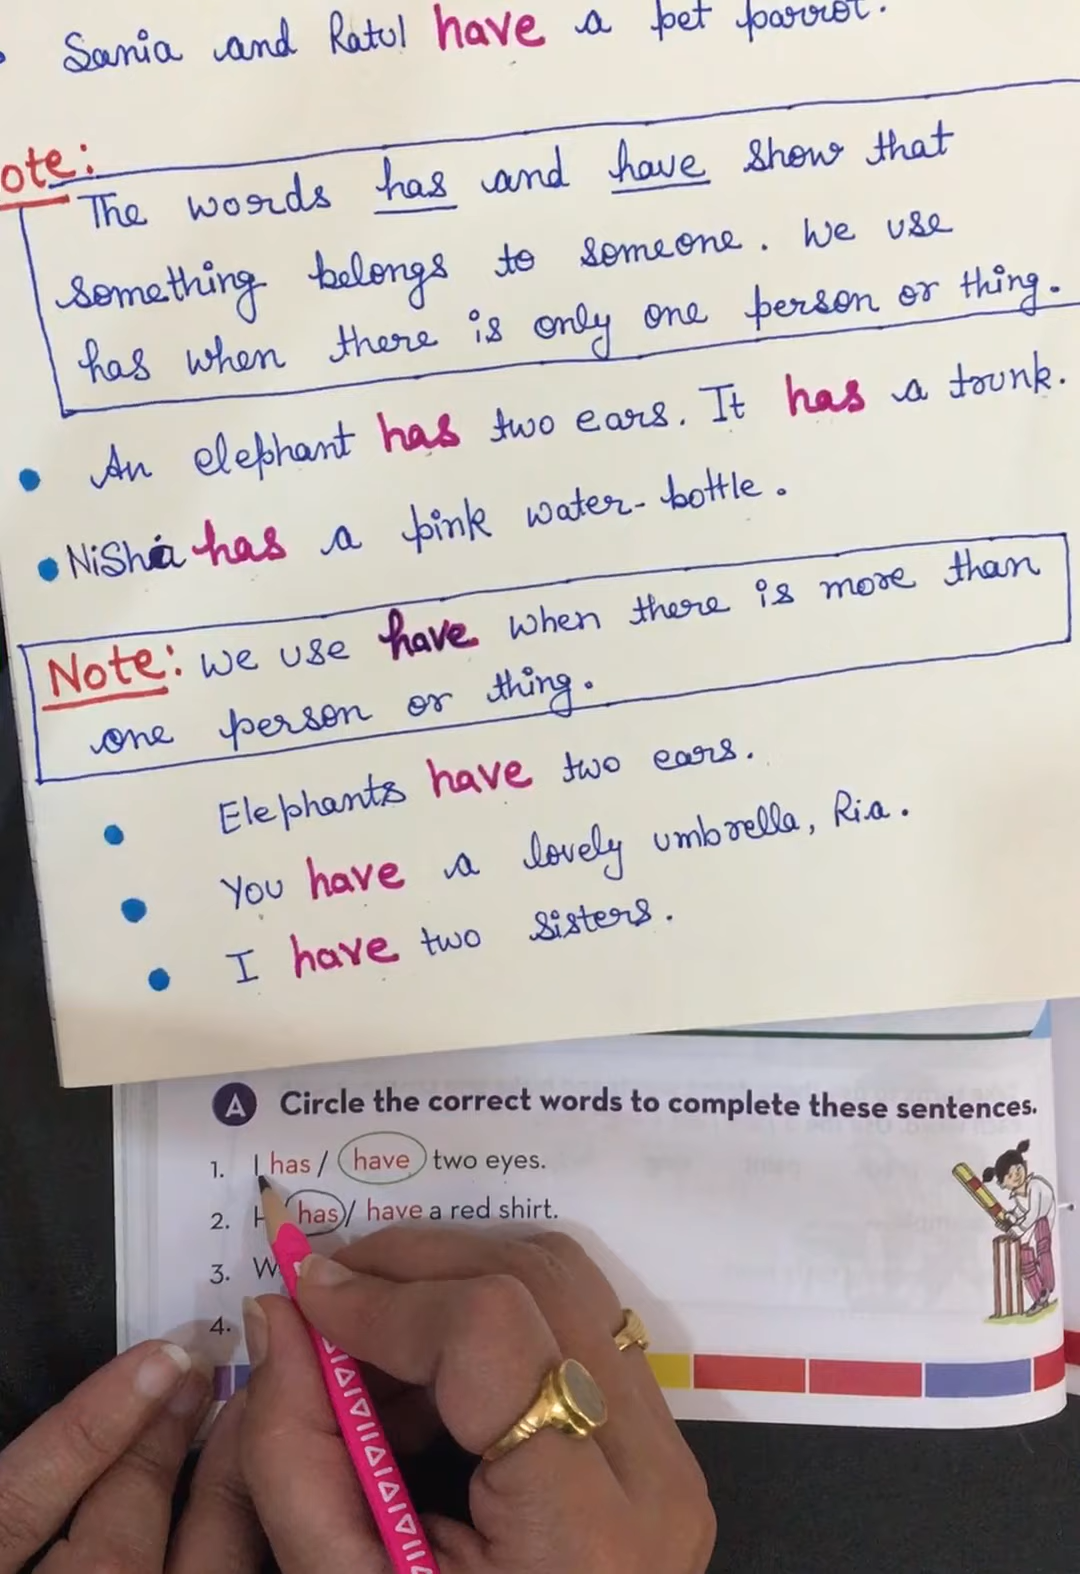 Sania and Ratul have a pet parrot.
ote:
The words has and have show that
something belongs to someone. We use
has when there is only one person or thing.
An elephant has two ears. It has a trunk.
Nisha has a pink water-bottle.
Note: we use have when there is more than
one person or thing.
Elephants have two ears.
You have a lovely umbrella, Ria.
I have two sisters.
A Circle the correct words to complete these sentences.
1. I has / have two eyes.
2. H has / have a red shirt.
3. W
4.